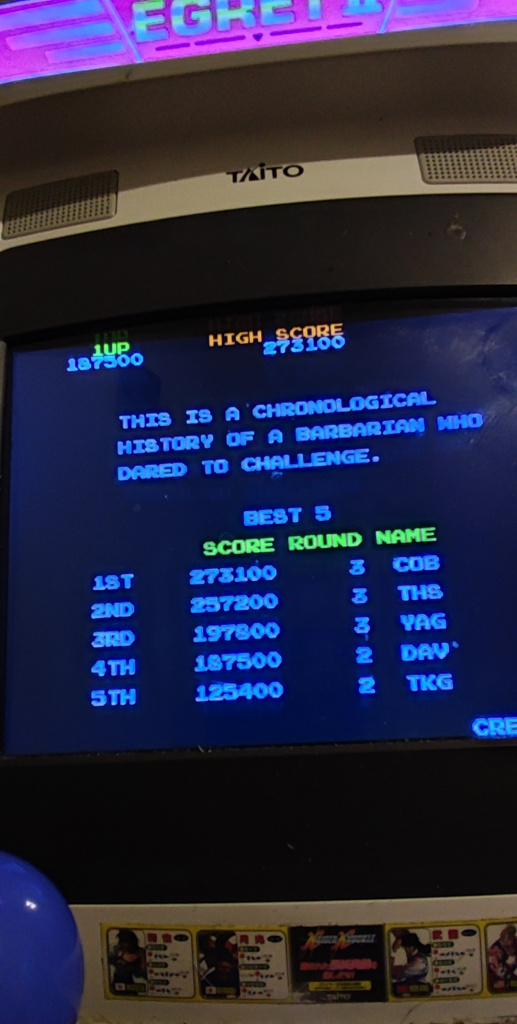 EGRET II
TAITO
1UP HIGH SCORE
187500 273100
THIS IS A CHRONOLOGICAL
HISTORY OF A BARBARIAN WHO
DARED TO CHALLENGE.
BEST 5
SCORE ROUND NAME
1ST 273100 3 COB
2ND 257200 3 THS
3RD 197800 3 YAG
4TH 187500 2 DAV
5TH 125400 2 TKG
CRE
TAITO